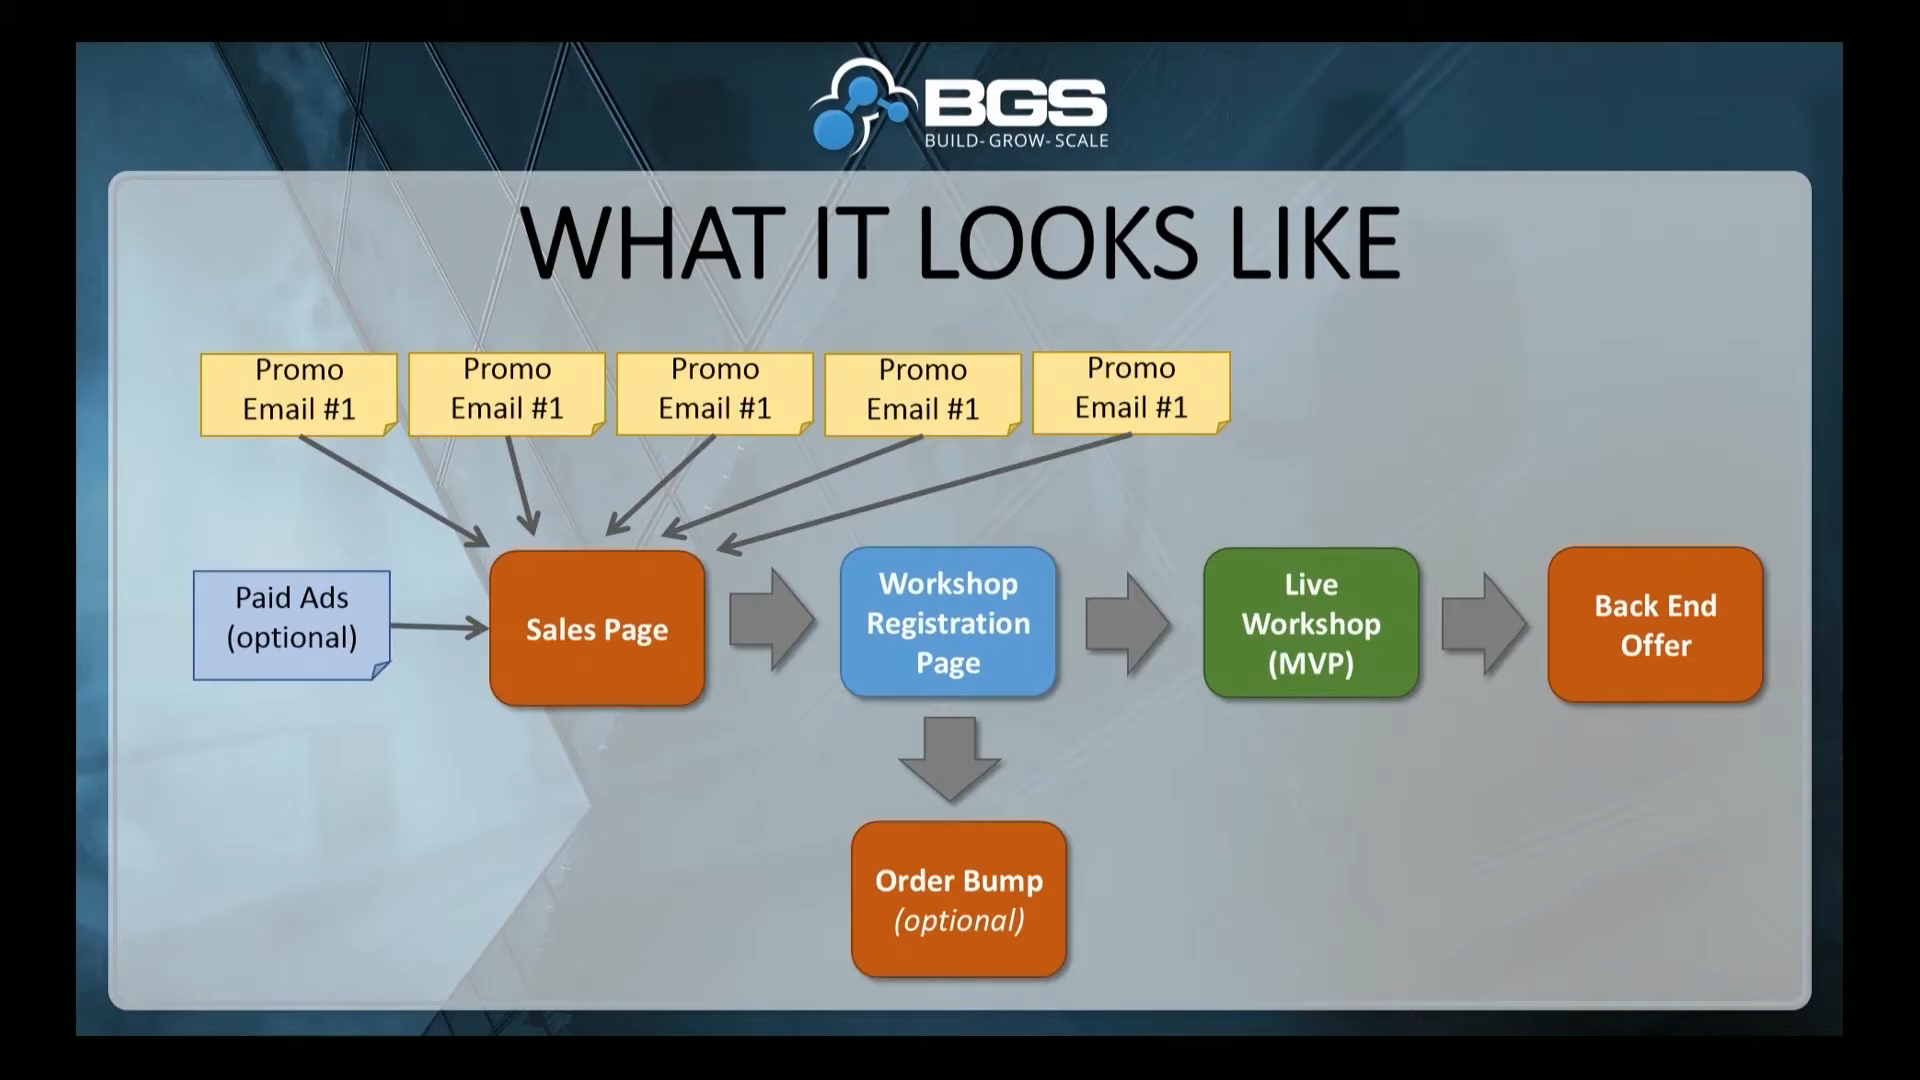 BGS
BUILD-GROW-SCALE
WHAT IT LOOKS LIKE
Promo
Email #1
Promo
Email #1
Promo
Email #1
Promo
Email #1
Promo
Email #1
Paid Ads
(optional)
Sales Page
Workshop
Registration
Page
Live
Workshop
(MVP)
Back End
Offer
Order Bump
(optional)